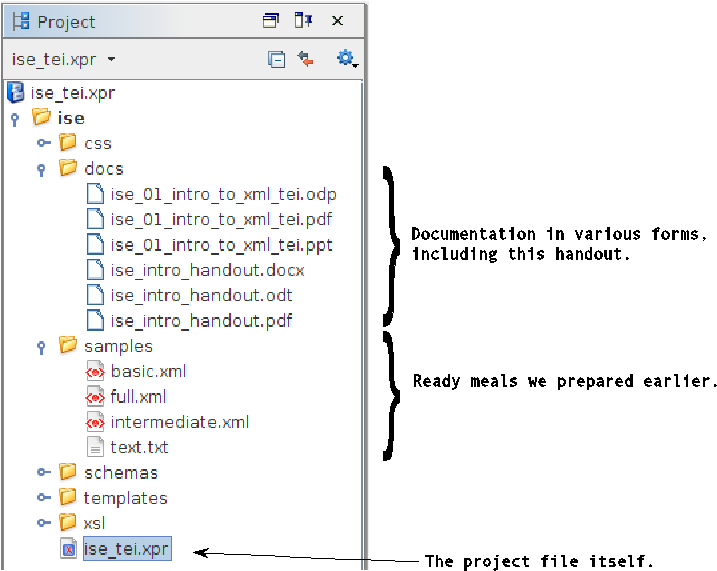 Project
ise_tei.xpr
ise_tei.xpr
ise
css
docs
ise_01_intro_to_xml_tei.odp
ise_01_intro_to_xml_tei.pdf
ise_01_intro_to_xml_tei.ppt
ise_intro_handout.docx
ise_intro_handout.odt
ise_intro_handout.pdf
Documentation in various forms,
including this handout.
samples
basic.xml
full.xml
intermediate.xml
text.txt
Ready meals we prepared earlier.
schemas
templates
xsl
ise_tei.xpr
The project file itself.